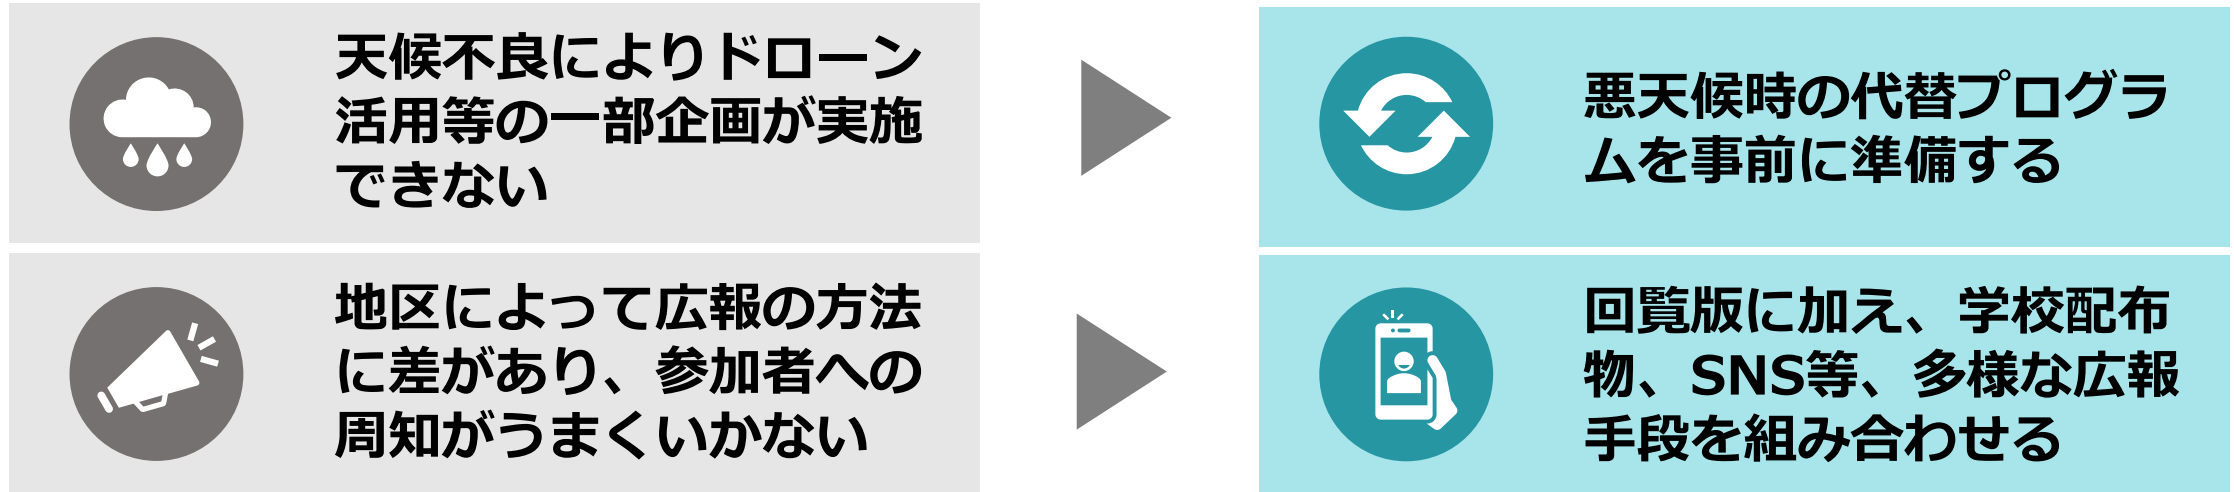 天候不良によりドローン
活用等の一部企画が実施
できない
悪天候時の代替プログラ
ムを事前に準備する
地区によって広報の方法
に差があり、参加者への
周知がうまくいかない
回覧版に加え、学校配布
物、SNS等、多様な広報
手段を組み合わせる